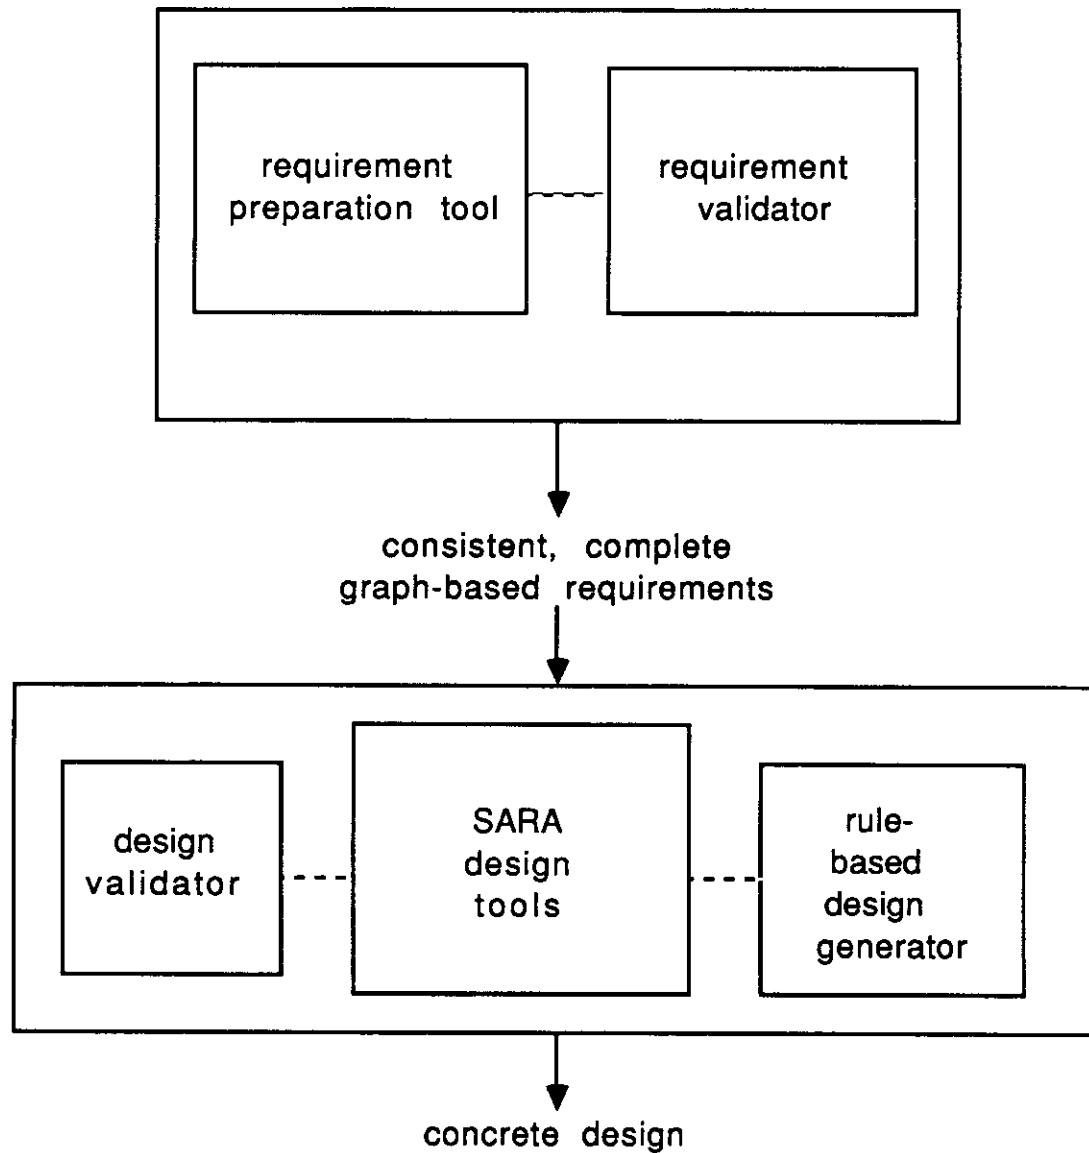 requirement
preparation tool
requirement
validator
consistent, complete
graph-based requirements
design
validator
SARA
design
tools
rule-
based
design
generator
concrete design